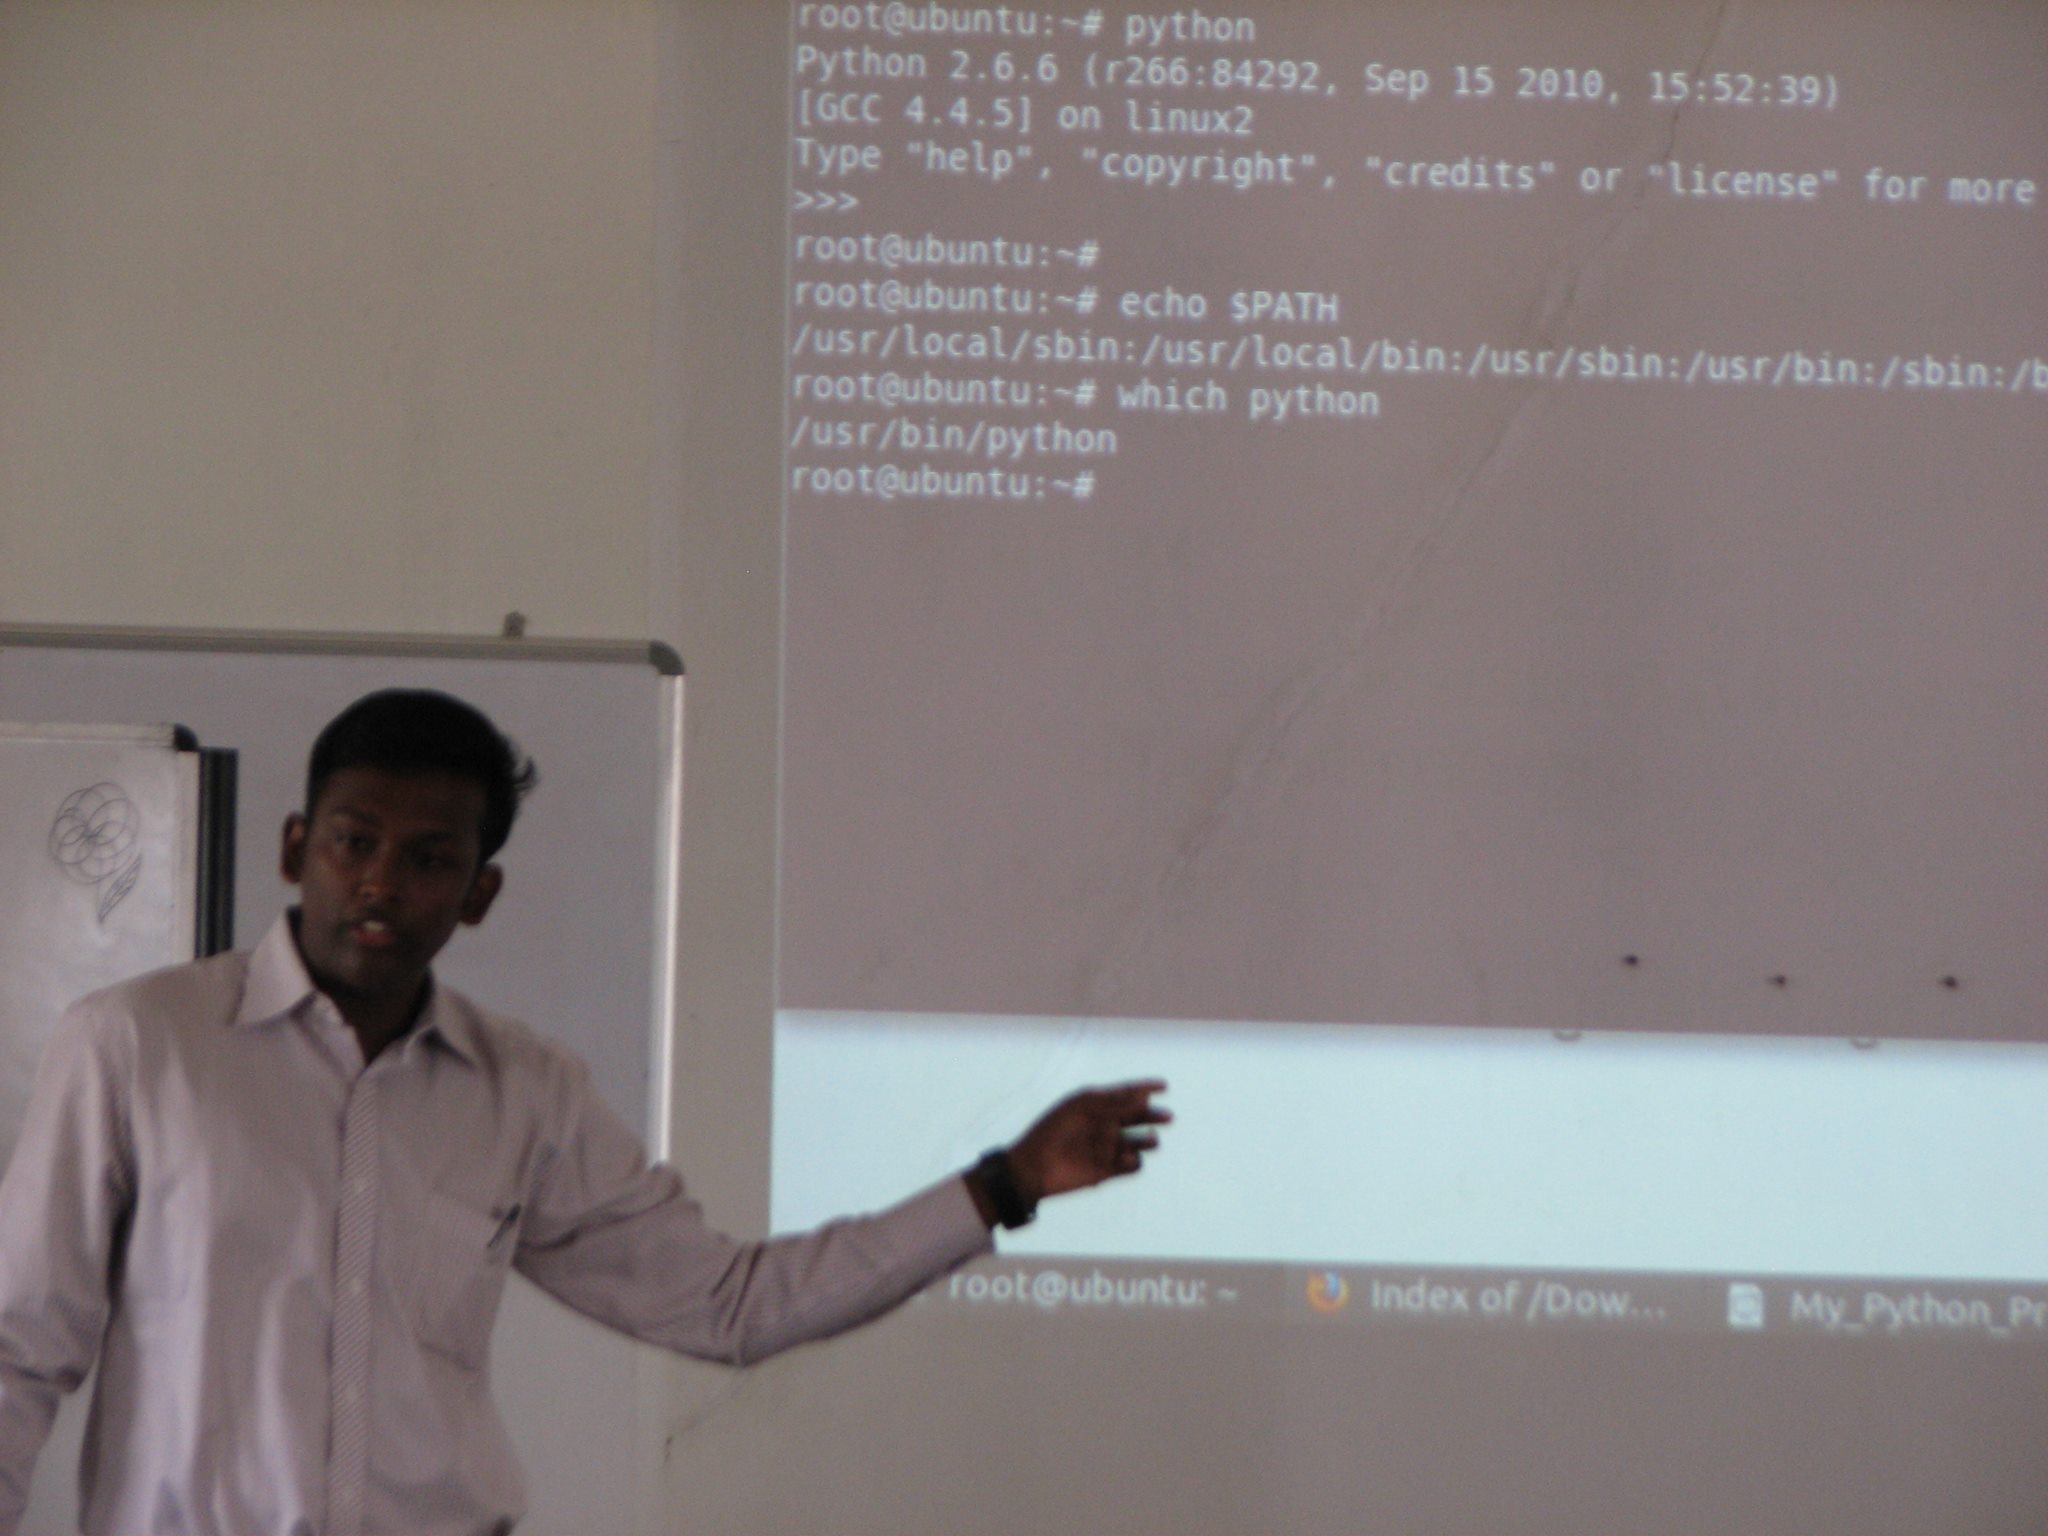 root@ubuntu:~# python
Python 2.6.6 (r266:84292, Sep 15 2010, 15:52:39)
[GCC 4.4.5] on linux2
Type "help", "copyright", "credits" or "license" for more
>>>
root@ubuntu:~#
root@ubuntu:~# echo $PATH
/usr/local/sbin:/usr/local/bin:/usr/sbin:/usr/bin:/sbin:/b
root@ubuntu:~# which python
/usr/bin/python
root@ubuntu:~#
root@ubuntu: ~ Index of /Dow... My_Python_Pr